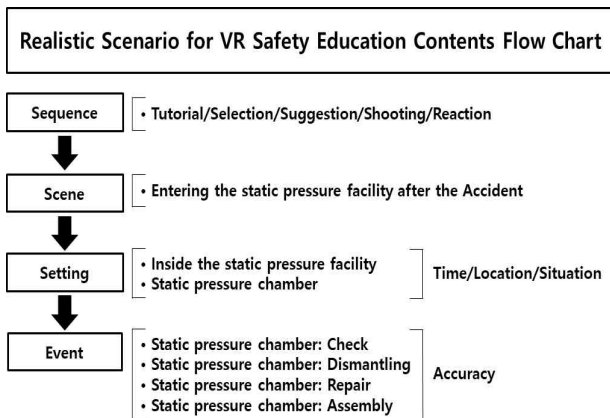 Realistic Scenario for VR Safety Education Contents Flow Chart
Sequence
• Tutorial/Selection/Suggestion/Shooting/Reaction
Scene
• Entering the static pressure facility after the Accident
Setting
• Inside the static pressure facility
• Static pressure chamber
Time/Location/Situation
Event
• Static pressure chamber: Check
• Static pressure chamber: Dismantling
• Static pressure chamber: Repair
• Static pressure chamber: Assembly
Accuracy